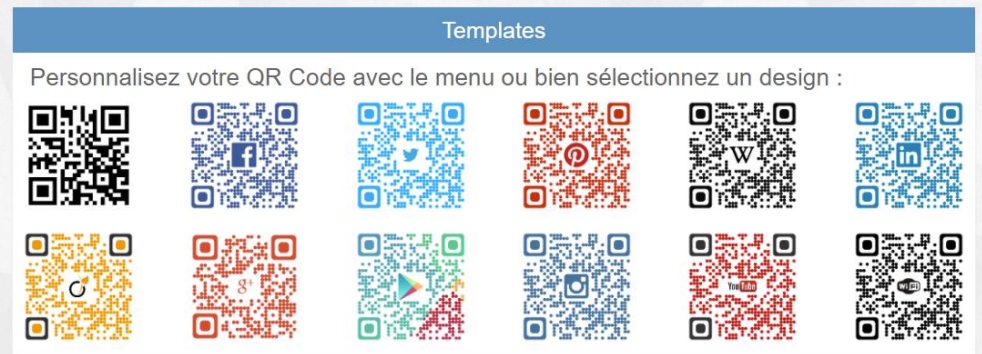 Templates
Personnalisez votre QR Code avec le menu ou bien sélectionnez un design :
f
W
in
g+
YouTube
WiFi